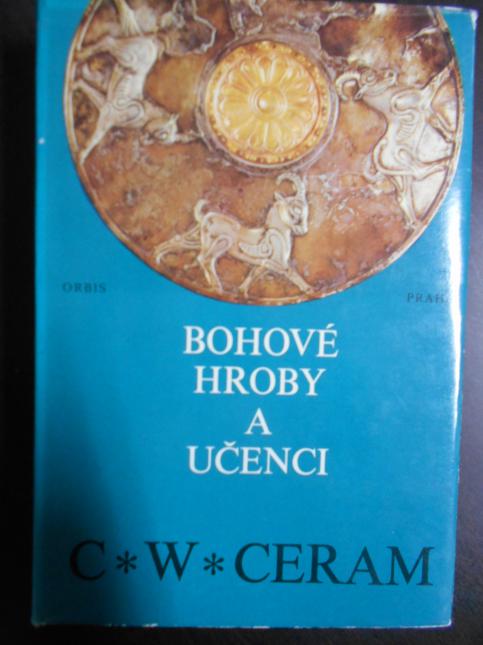 ORBIS
PRAHA
BOHOVÉ
HROBY
A
UČENCI
C*W*CERAM